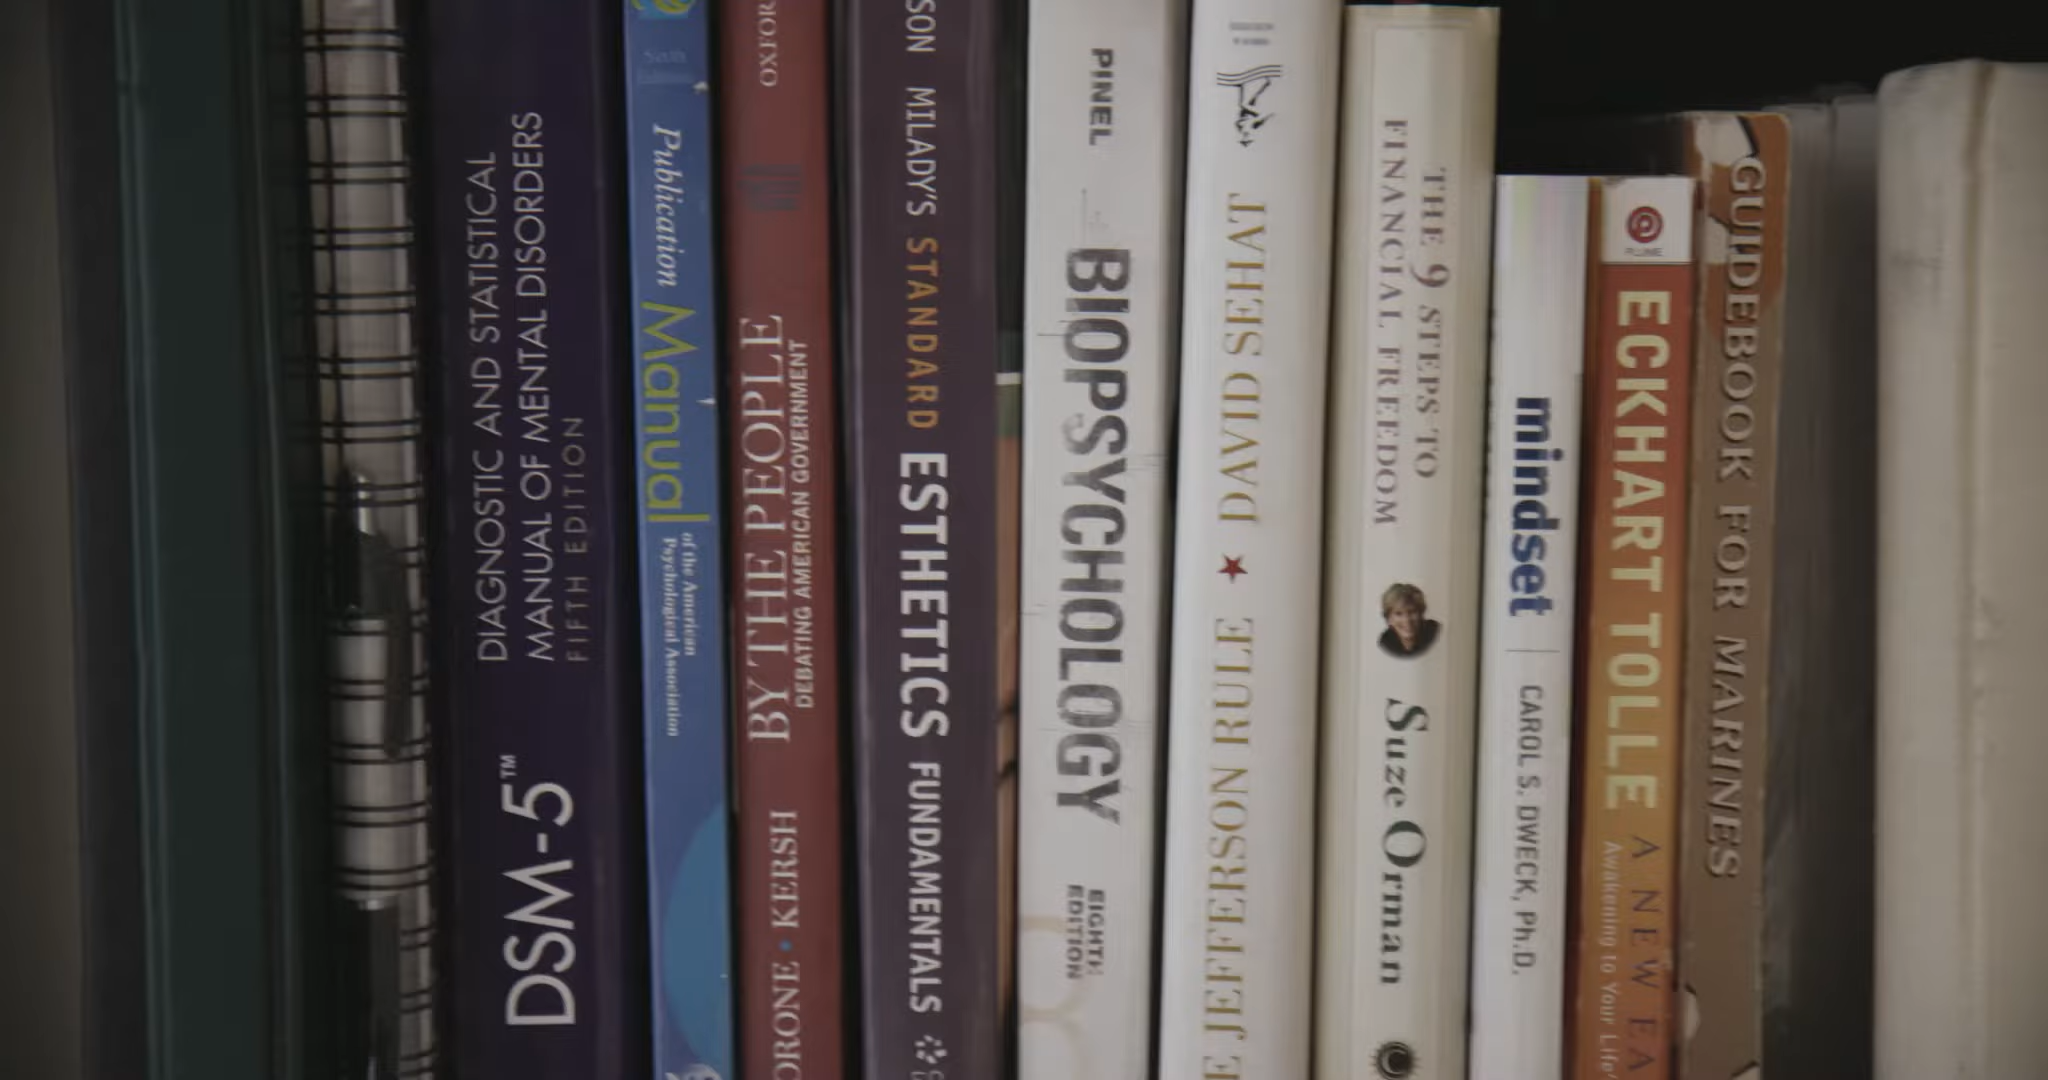 DIAGNOSTIC AND STATISTICAL
MANUAL OF MENTAL DISORDERS
FIFTH EDITION
DSM-5™
Sixth
Publication Manual
of the American
Psychological Association
OXFOR
BY THE PEOPLE
DEBATING AMERICAN GOVERNMENT
ORONE • KERSH
SON MILADY'S STANDARD ESTHETICS FUNDAMENTALS
PINEL
BIOPSYCHOLOGY
EIGHTH
EDITION
E JEFFERSON RULE ★ DAVID SEHAT
THE 9 STEPS TO
FINANCIAL FREEDOM
Suze Orman
mindset | CAROL S. DWECK, Ph.D.
PLUME
ECKHART TOLLE A NEW EA
Awakening to Your Life'
GUIDEBOOK FOR MARINES